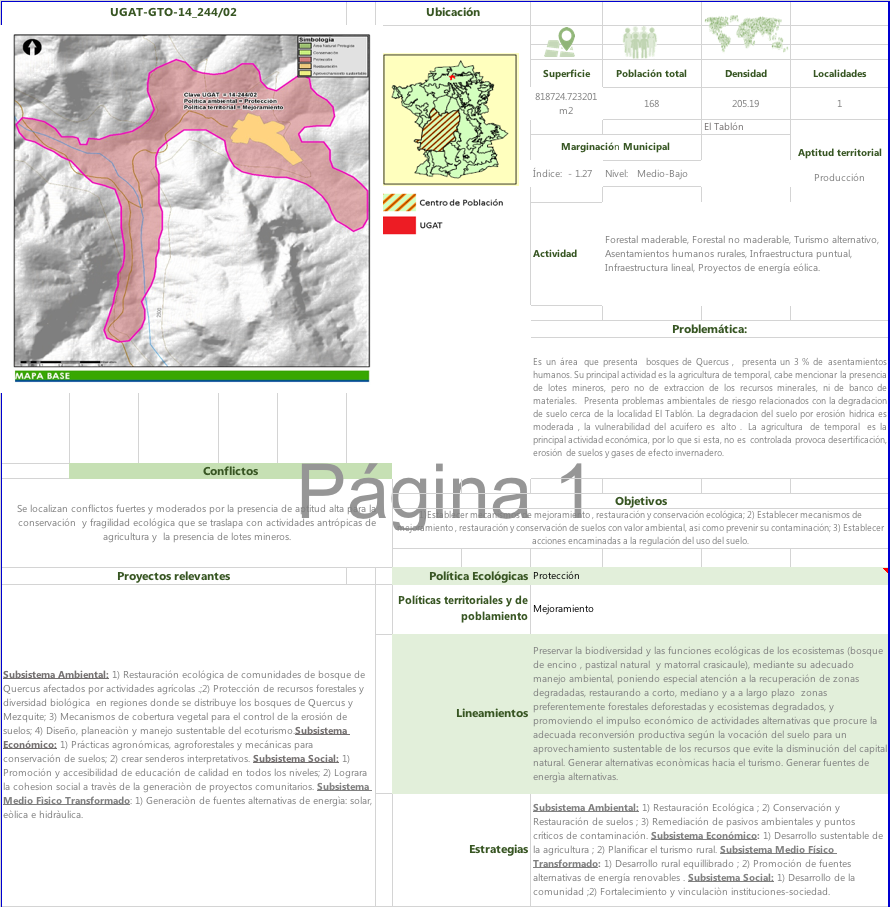 UGAT-GTO-14_244/02
Ubicación
Simbología
Area Natural Protegida
Conservación
Protección
Restauración
Aprovechamiento sustentable
Clave UGAT = 14-244/02
Política ambiental = Protección
Política territorial = Mejoramiento
MAPA BASE
Centro de Población
UGAT
Superficie
Población total
Densidad
Localidades
818724.723201
m2
168
205.19
1
El Tablón
Marginación Municipal
Aptitud territorial
Índice: - 1.27
Nivel: Medio-Bajo
Producción
Actividad
Forestal maderable, Forestal no maderable, Turismo alternativo,
Asentamientos humanos rurales, Infraestructura puntual,
Infraestructura lineal, Proyectos de energía eólica.
Problemática:
Es un área que presenta bosques de Quercus , presenta un 3 % de asentamientos
humanos. Su principal actividad es la agricultura de temporal, cabe mencionar la presencia
de lotes mineros, pero no de extraccion de los recursos minerales, ni de banco de
materiales. Presenta problemas ambientales de riesgo relacionados con la degradacion
de suelo cerca de la localidad El Tablón. La degradacion del suelo por erosión hidrica es
moderada , la vulnerabilidad del acuifero es alto . La agricultura de temporal es la
principal actividad económica, por lo que si esta, no es controlada provoca desertificación,
erosión de suelos y gases de efecto invernadero.
Conflictos
Se localizan conflictos fuertes y moderados por la presencia de aptitud alta para la
conservación y fragilidad ecológica que se traslapa con actividades antrópicas de
agricultura y la presencia de lotes mineros.
Página 1
Objetivos
1) Establecer mecanismos de mejoramiento , restauración y conservación ecológica; 2) Establecer mecanismos de
mejoramiento , restauración y conservación de suelos con valor ambiental, asi como prevenir su contaminación; 3) Establecer
acciones encaminadas a la regulación del uso del suelo.
Proyectos relevantes
Subsistema Ambiental: 1) Restauración ecológica de comunidades de bosque de
Quercus afectados por actividades agrícolas .;2) Protección de recursos forestales y
diversidad biológica en regiones donde se distribuye los bosques de Quercus y
Mezquite; 3) Mecanismos de cobertura vegetal para el control de la erosión de
suelos; 4) Diseño, planeación y manejo sustentable del ecoturismo.Subsistema
Económico: 1) Prácticas agronómicas, agroforestales y mecánicas para
conservación de suelos; 2) crear senderos interpretativos. Subsistema Social: 1)
Promoción y accesibilidad de educación de calidad en todos los niveles; 2) Lograra
la cohesion social a través de la generaciòn de proyectos comunitarios. Subsistema
Medio Fisico Transformado: 1) Generaciòn de fuentes alternativas de energìa: solar,
eòlica e hidràulica.
Política Ecológicas
Protección
Políticas territoriales y de
poblamiento
Mejoramiento
Lineamientos
Preservar la biodiversidad y las funciones ecológicas de los ecosistemas (bosque
de encino , pastizal natural y matorral crasicaule), mediante su adecuado
manejo ambiental, poniendo especial atención a la recuperación de zonas
degradadas, restaurando a corto, mediano y a a largo plazo zonas
preferentemente forestales deforestadas y ecosistemas degradados, y
promoviendo el impulso económico de actividades alternativas que procure la
adecuada reconversión productiva según la vocación del suelo para un
aprovechamiento sustentable de los recursos que evite la disminución del capital
natural. Generar alternativas econòmicas hacia el turismo. Generar fuentes de
energìa alternativas.
Estrategias
Subsistema Ambiental: 1) Restauración Ecológica ; 2) Conservación y
Restauración de suelos ; 3) Remediación de pasivos ambientales y puntos
criticos de contaminación. Subsistema Económico: 1) Desarrollo sustentable de
la agricultura ; 2) Planificar el turismo rural. Subsistema Medio Físico
Transformado: 1) Desarrollo rural equillibrado ; 2) Promoción de fuentes
alternativas de energía renovables . Subsistema Social: 1) Desarrollo de la
comunidad ;2) Fortalecimiento y vinculaciòn instituciones-sociedad.